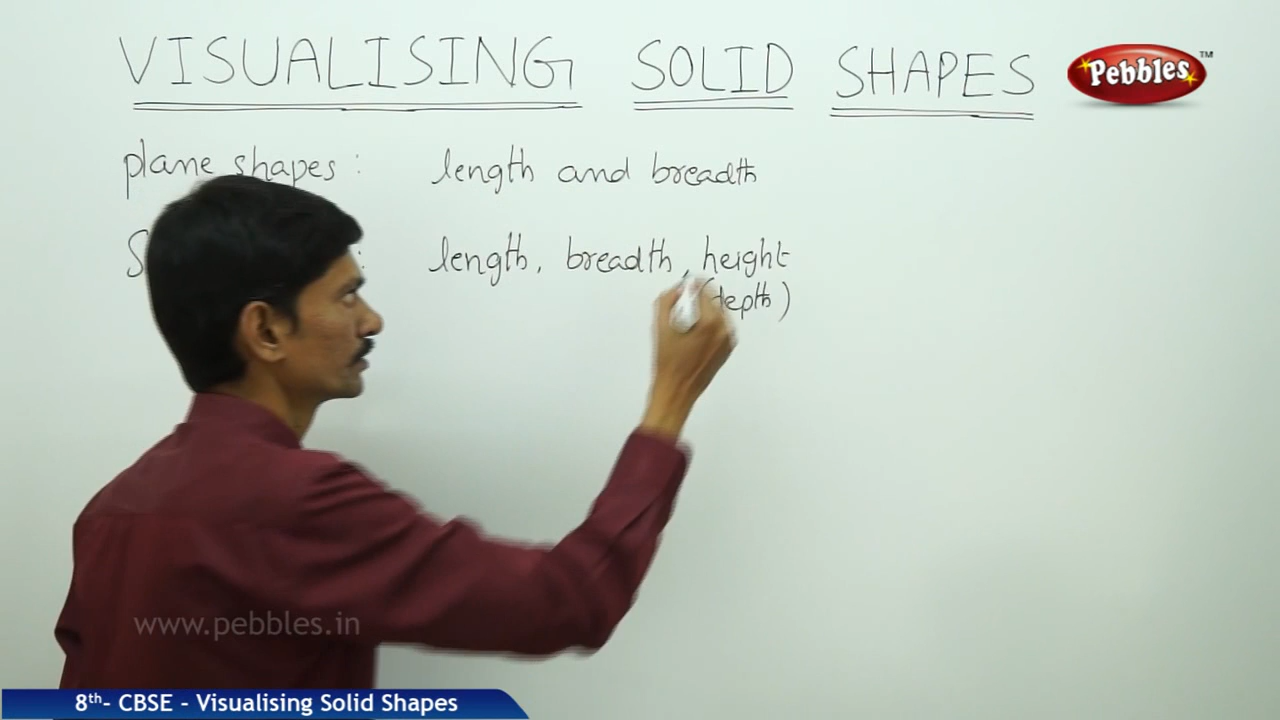 VISUALISING SOLID SHAPES
Pebbles™
plane shapes : length and breadth
: length, breadth, height
(depth)
www.pebbles.in
8th- CBSE - Visualising Solid Shapes